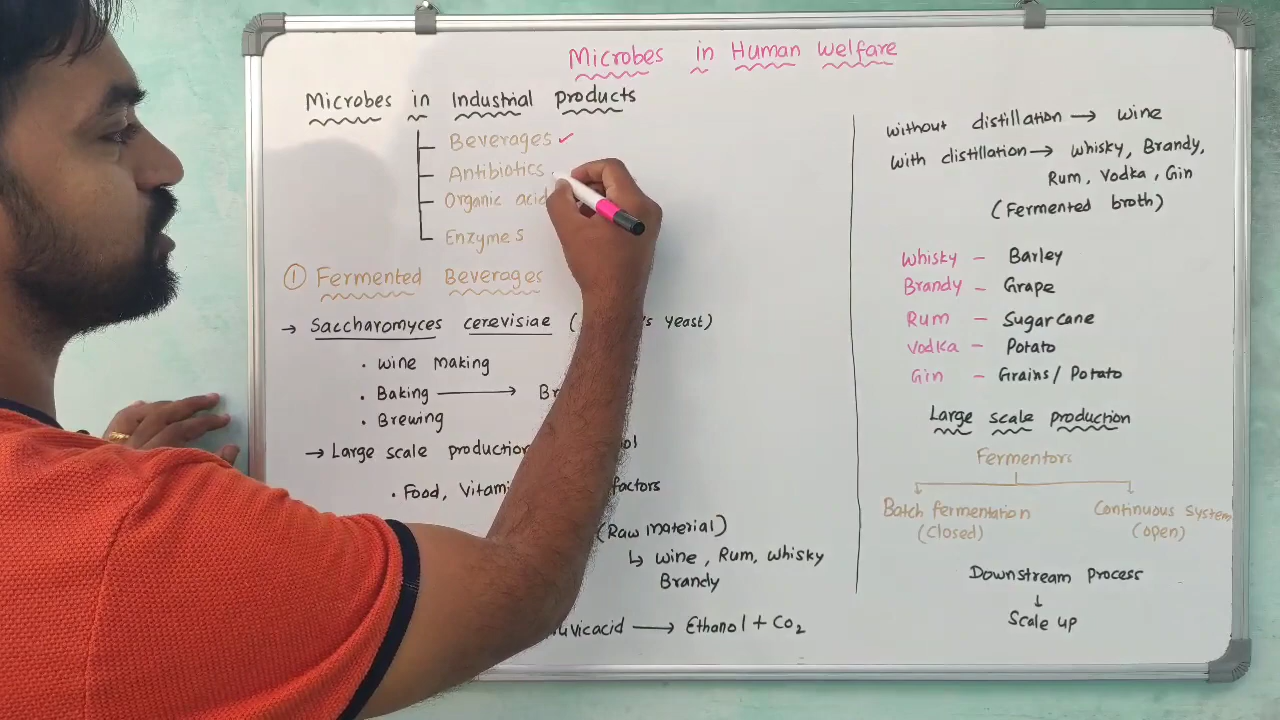 Microbes in Human Welfare
Microbes in Industrial products
Beverages ✓
Antibiotics
Organic acid
Enzymes
① Fermented Beverages
→ Saccharomyces cerevisiae ( yeast)
• Wine making
• Baking →
• Brewing
→ Large scale production
• Food, factors
(Raw material)
↳ Wine, Rum, Whisky
Brandy
→ Ethanol + CO2
Without distillation → Wine
With distillation → Whisky, Brandy,
Rum, Vodka, Gin
(Fermented broth)
Whisky - Barley
Brandy - Grape
Rum - Sugarcane
Vodka - Potato
Gin - Grains/Potato
Large scale production
Fermentors
Batch fermentation
(Closed)
Continuous System
(open)
Downstream Process
↓
Scale up